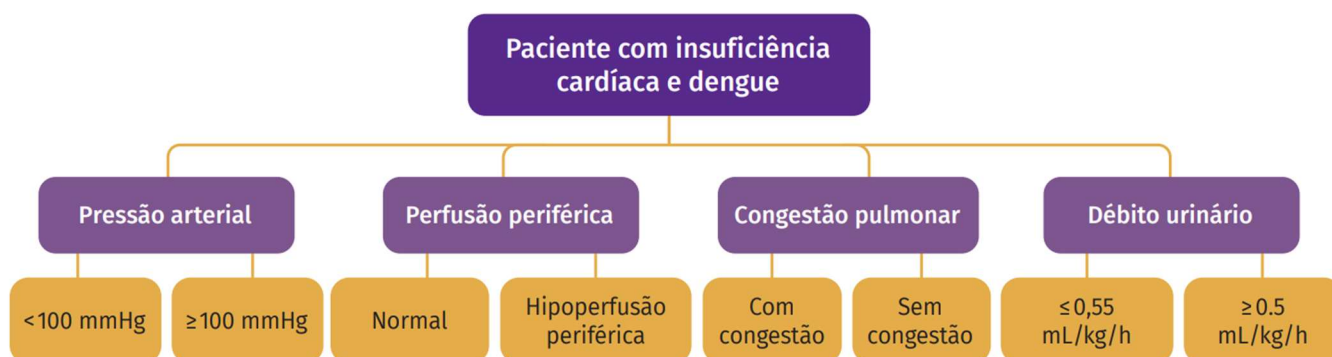 Paciente com insuficiência
cardíaca e dengue
Pressão arterial
Perfusão periférica
Congestão pulmonar
Débito urinário
<100 mmHg
≥100 mmHg
Normal
Hipoperfusão
periférica
Com
congestão
Sem
congestão
≤0,55
mL/kg/h
≥0.5
mL/kg/h